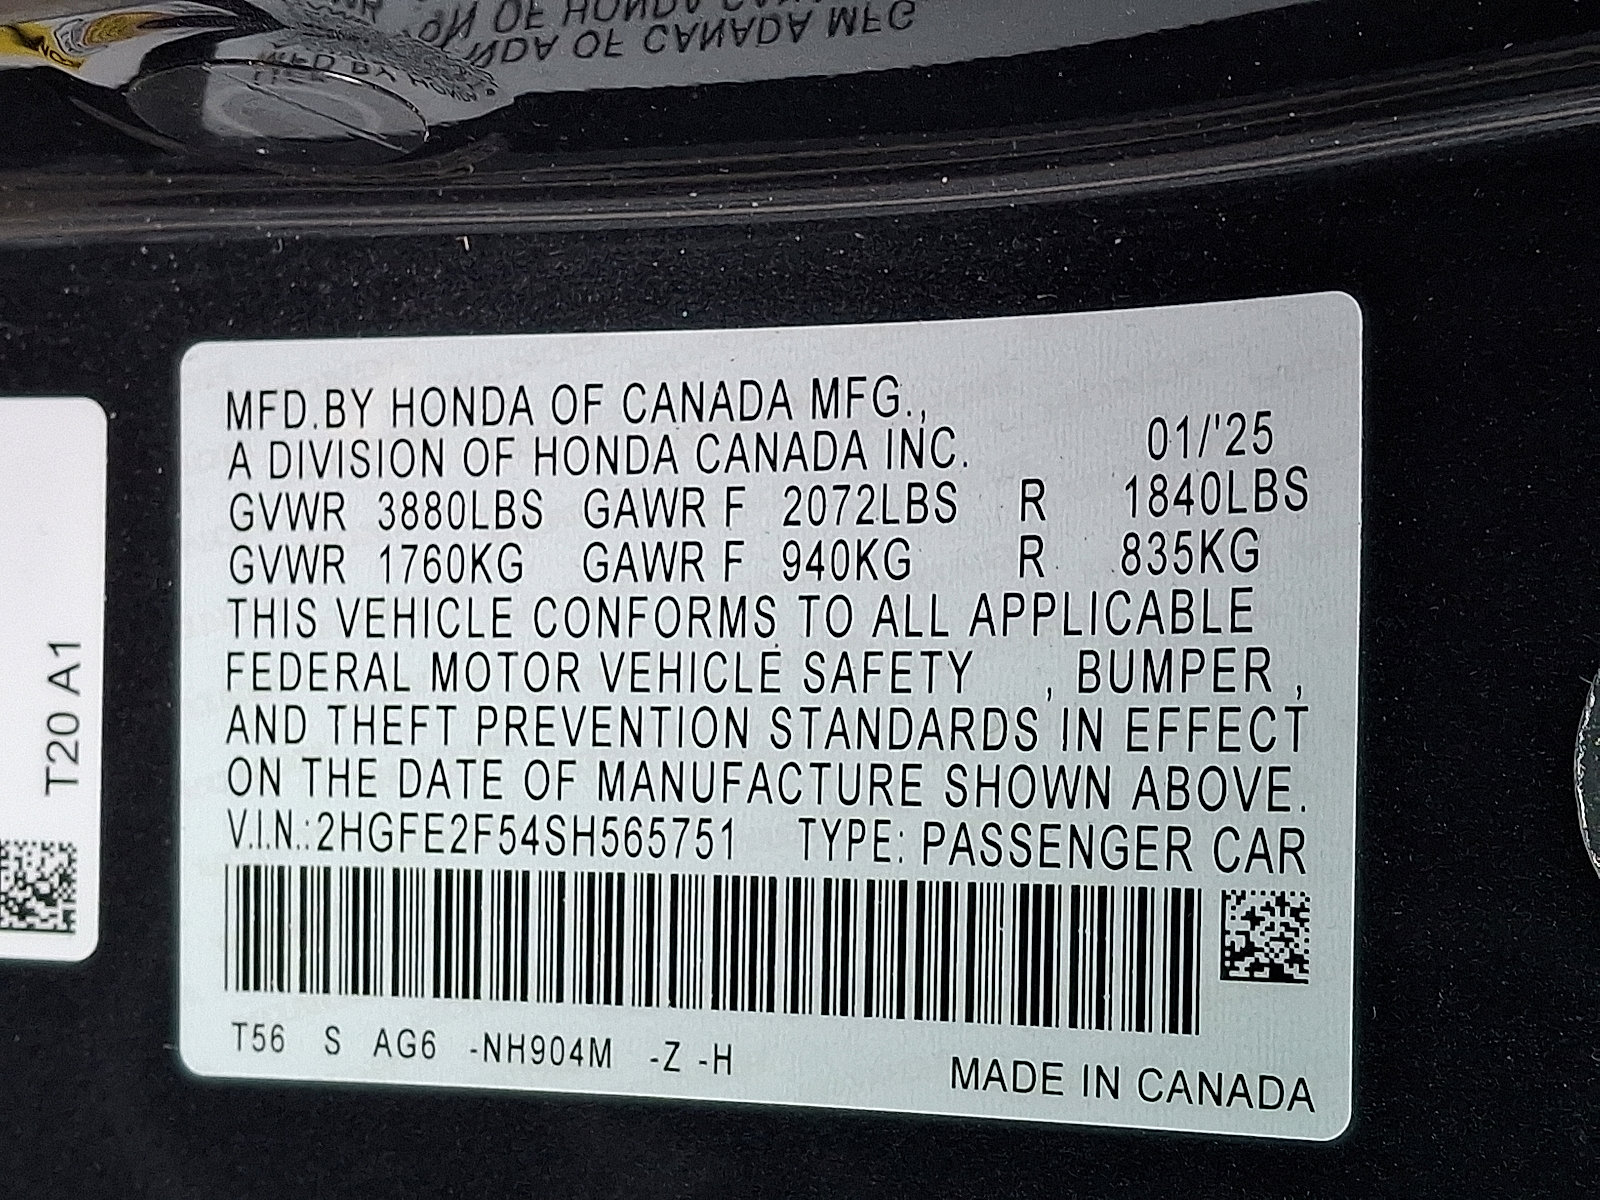 MFD.BY HONDA OF CANADA MFG.,
A DIVISION OF HONDA CANADA INC. 01/'25
GVWR 3880LBS GAWR F 2072LBS R 1840LBS
GVWR 1760KG GAWR F 940KG R 835KG
THIS VEHICLE CONFORMS TO ALL APPLICABLE
FEDERAL MOTOR VEHICLE SAFETY , BUMPER ,
AND THEFT PREVENTION STANDARDS IN EFFECT
ON THE DATE OF MANUFACTURE SHOWN ABOVE.
V.I.N.:2HGFE2F54SH565751 TYPE: PASSENGER CAR
T56 S AG6 -NH904M -Z -H
MADE IN CANADA
T20 A1